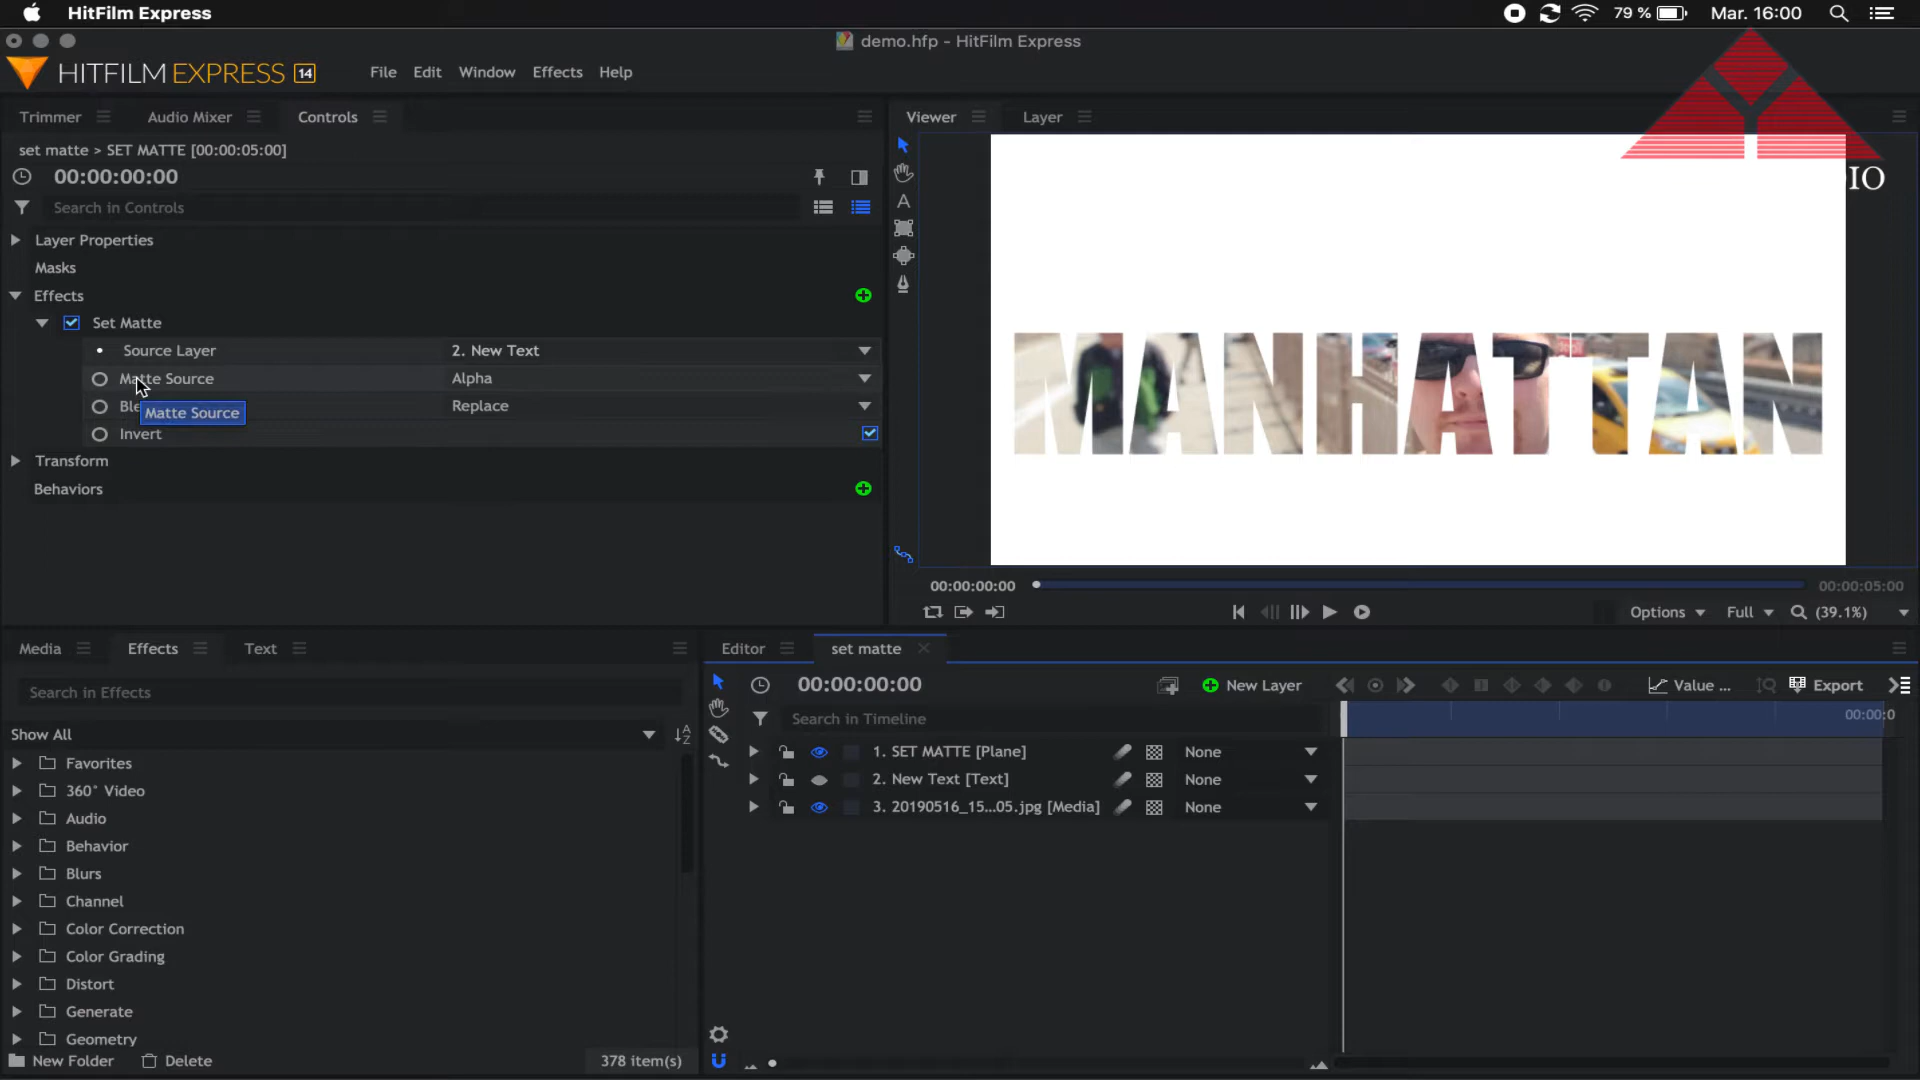 HitFilm Express
79 %
Mar. 16:00
demo.hfp - HitFilm Express
HITFILM EXPRESS 14
File Edit Window Effects Help
Trimmer Audio Mixer Controls
Viewer Layer
set matte > SET MATTE [00:00:05:00]
00:00:00:00
IO
Search in Controls
Layer Properties
Masks
Effects
Set Matte
Source Layer 2. New Text
Matte Source Alpha
Ble Replace
Matte Source
Invert
Transform
Behaviors
MANHATTAN
00:00:00:00 00:00:05:00
Options Full (39.1%)
Media Effects Text
Editor set matte
Search in Effects
00:00:00:00 New Layer Value ... Export
Search in Timeline 00:00:0
Show All
Favorites
360° Video
Audio
Behavior
Blurs
Channel
Color Correction
Color Grading
Distort
Generate
Geometry
New Folder Delete 378 item(s)
1. SET MATTE [Plane] None
2. New Text [Text] None
3. 20190516_15...05.jpg [Media] None